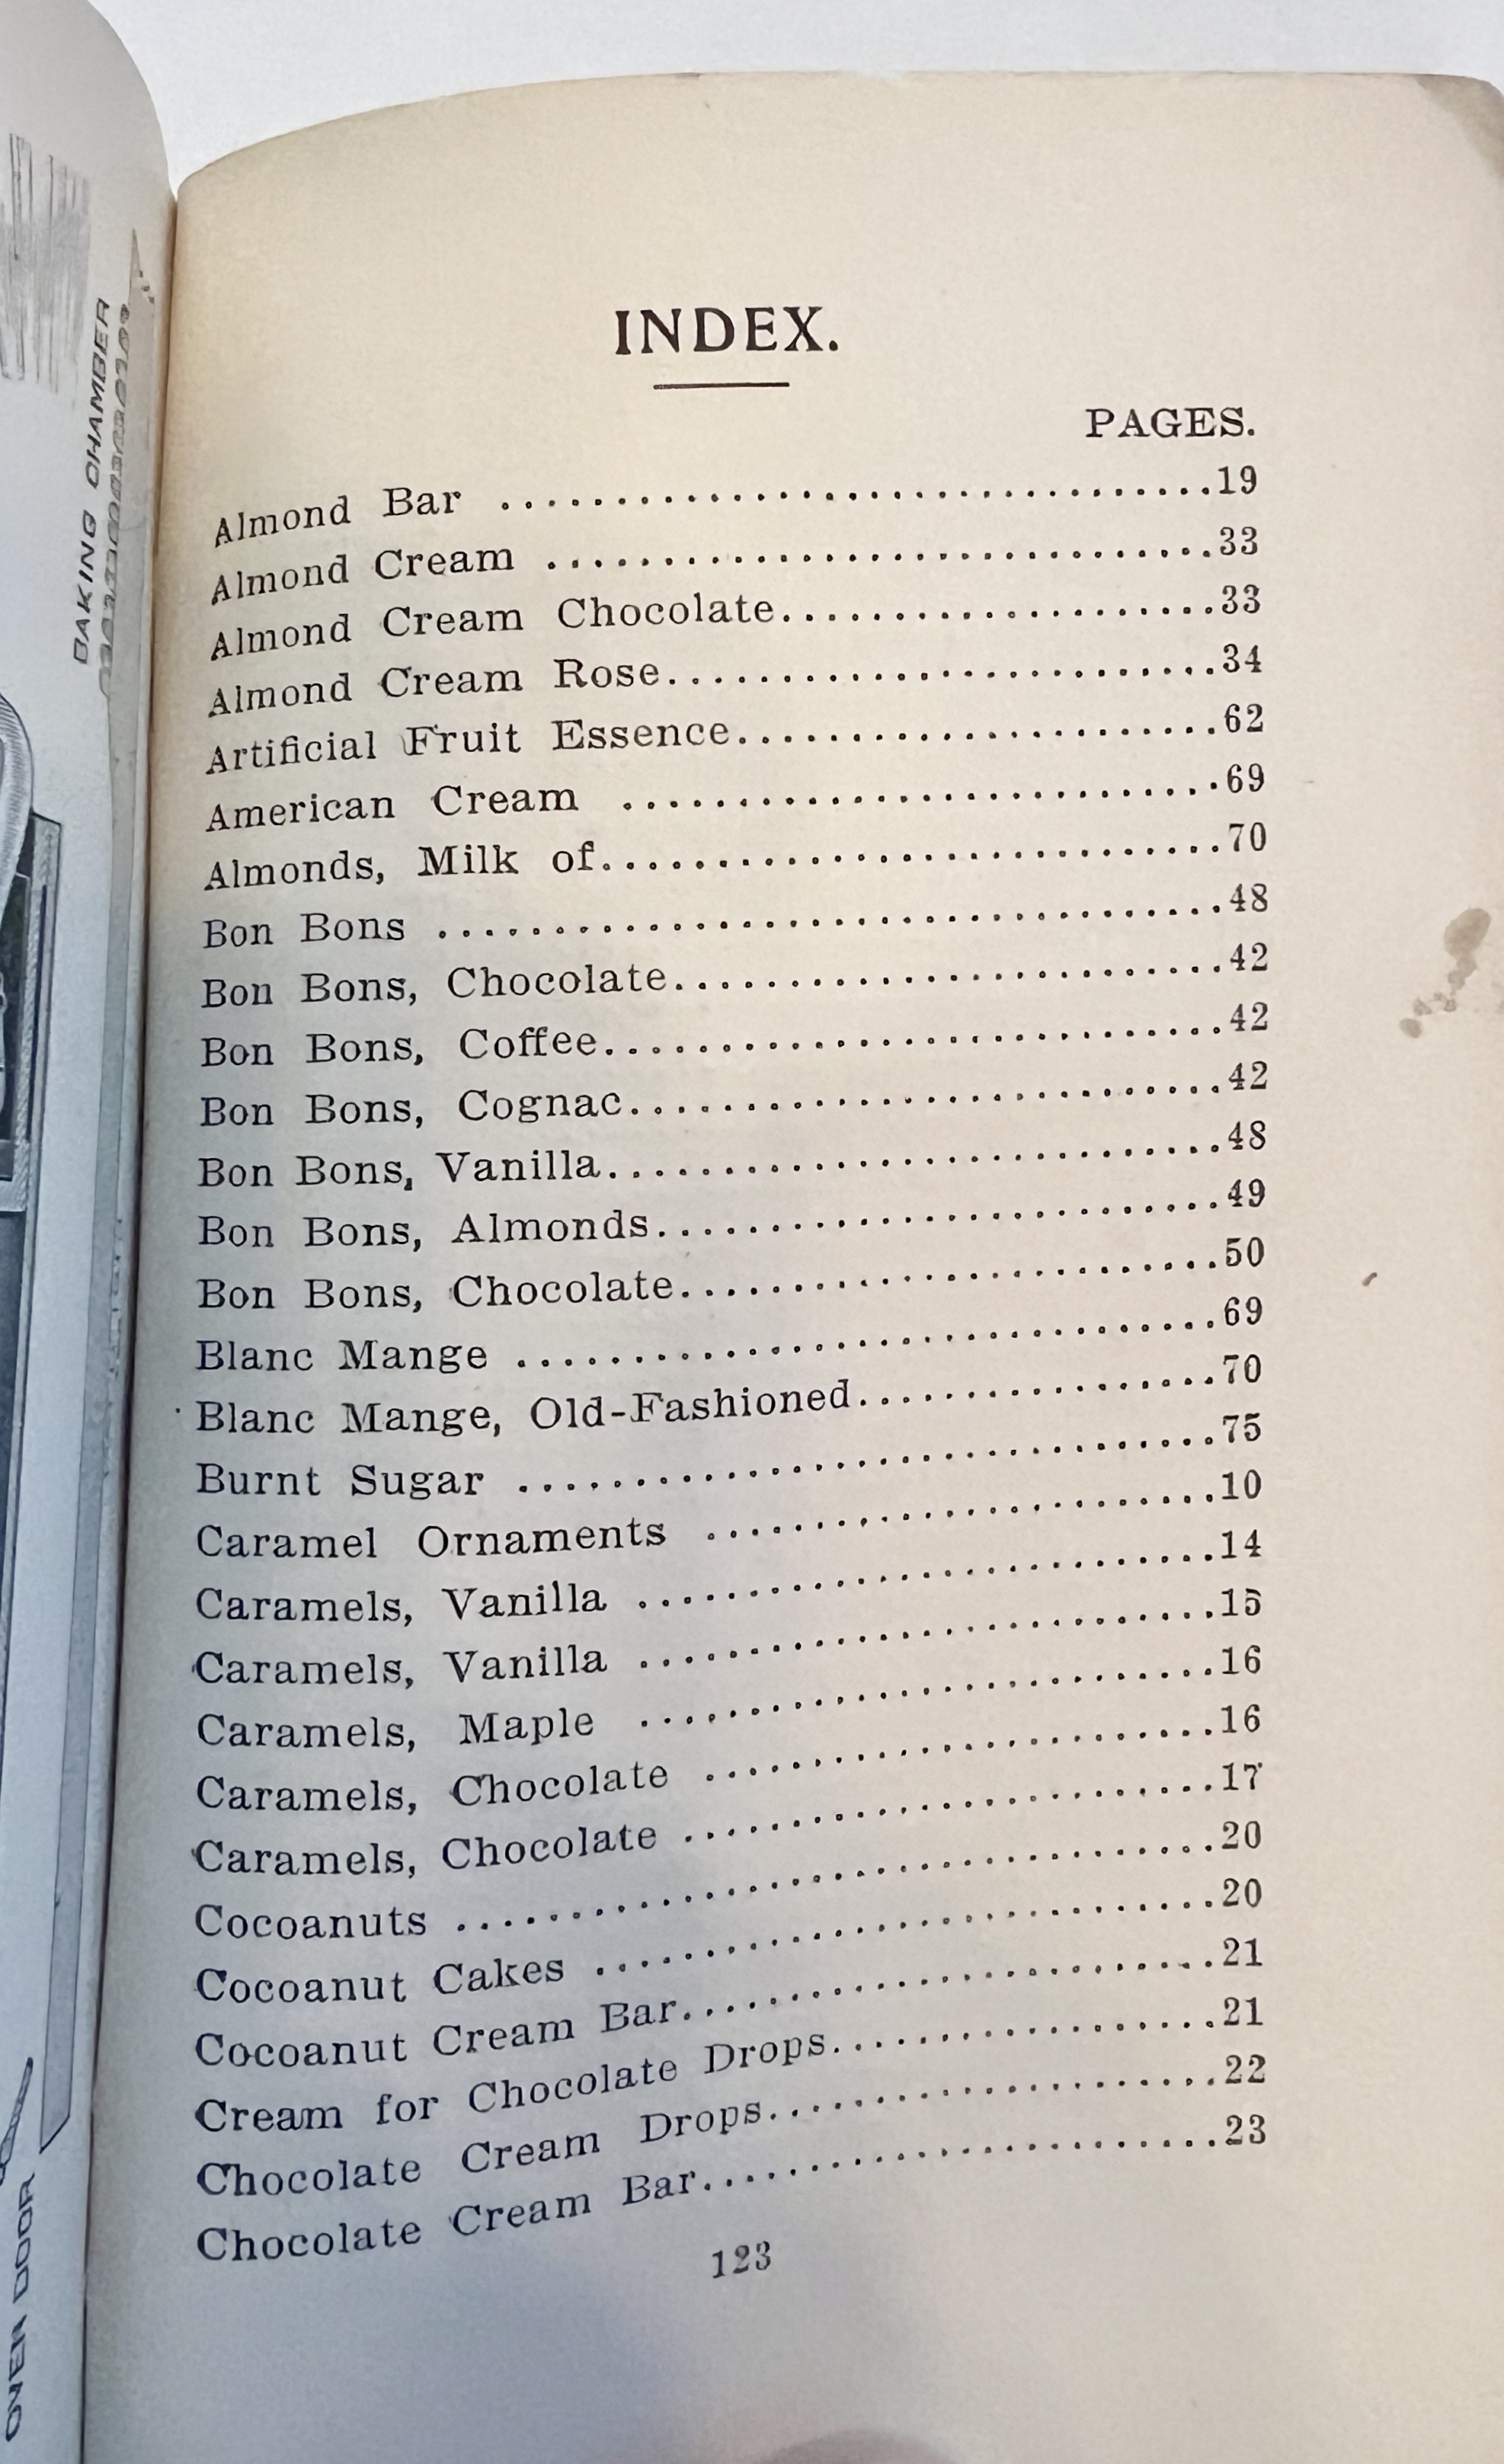 BAKING CHAMBER
OVEN DOOR
INDEX.
PAGES.
Almond Bar ................................19
Almond Cream .............................33
Almond Cream Chocolate...................33
Almond Cream Rose........................34
Artificial Fruit Essence.....................62
American Cream ..........................69
Almonds, Milk of...........................70
Bon Bons ..................................48
Bon Bons, Chocolate........................42
Bon Bons, Coffee...........................42
Bon Bons, Cognac..........................42
Bon Bons, Vanilla...........................48
Bon Bons, Almonds.........................49
Bon Bons, Chocolate........................50
Blanc Mange ..............................69
Blanc Mange, Old-Fashioned................70
Burnt Sugar ..............................75
Caramel Ornaments ......................10
Caramels, Vanilla .........................14
Caramels, Vanilla .........................15
Caramels, Maple .........................16
Caramels, Chocolate ......................16
Caramels, Chocolate .......................17
Cocoanuts .................................20
Cocoanut Cakes ...........................20
Cocoanut Cream Bar.......................21
Cream for Chocolate Drops.................21
Chocolate Cream Drops....................22
Chocolate Cream Bar.......................23
123